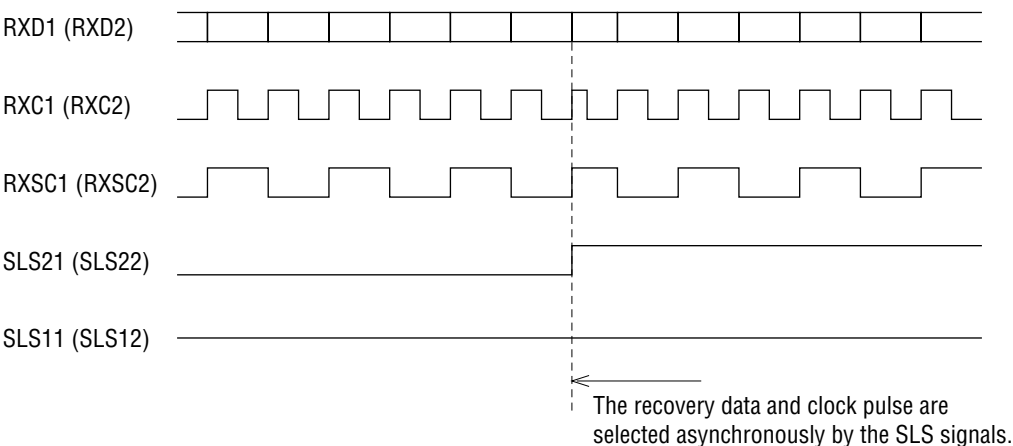 RXD1 (RXD2)
RXC1 (RXC2)
RXSC1 (RXSC2)
SLS21 (SLS22)
SLS11 (SLS12)
The recovery data and clock pulse are
selected asynchronously by the SLS signals.